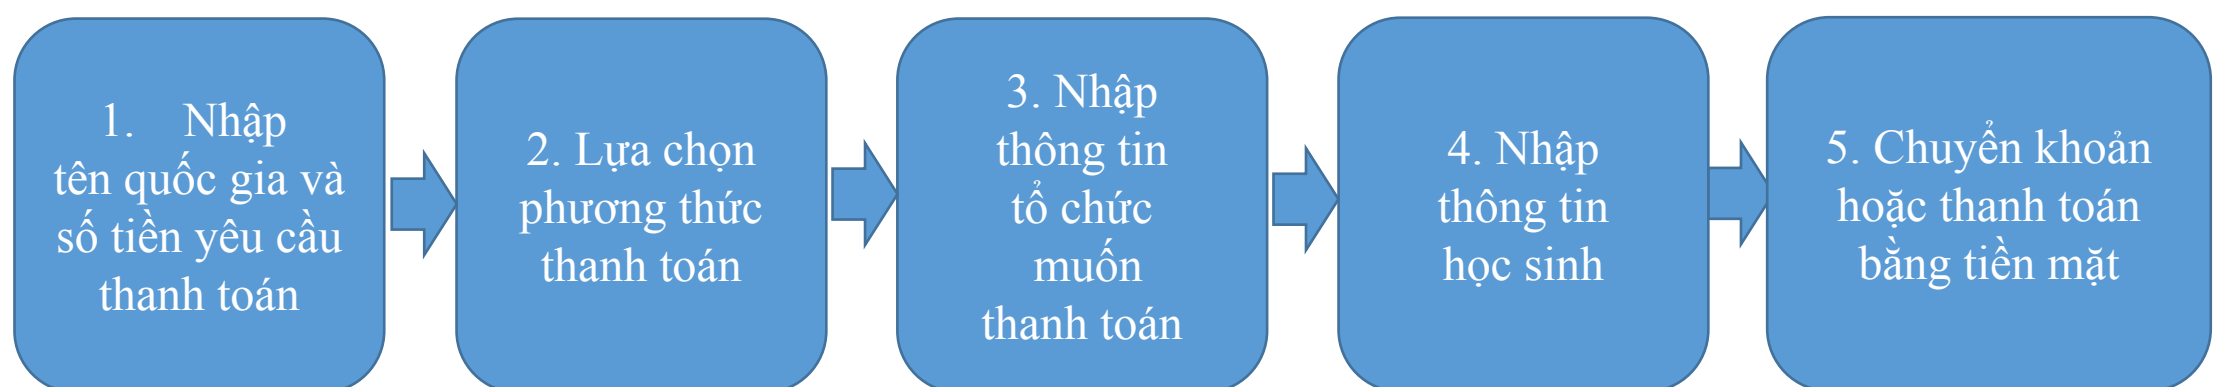 1. Nhập
tên quốc gia và
số tiền yêu cầu
thanh toán
2. Lựa chọn
phương thức
thanh toán
3. Nhập
thông tin
tổ chức
muốn
thanh toán
4. Nhập
thông tin
học sinh
5. Chuyển khoản
hoặc thanh toán
bằng tiền mặt